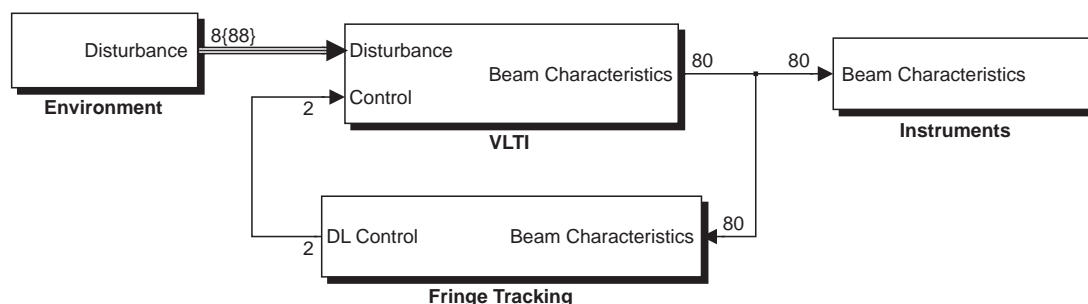 Disturbance
8{88}
Environment
Disturbance
Beam Characteristics
Control
2
80
VLTI
80
Beam Characteristics
Instruments
DL Control
2
Beam Characteristics
80
Fringe Tracking